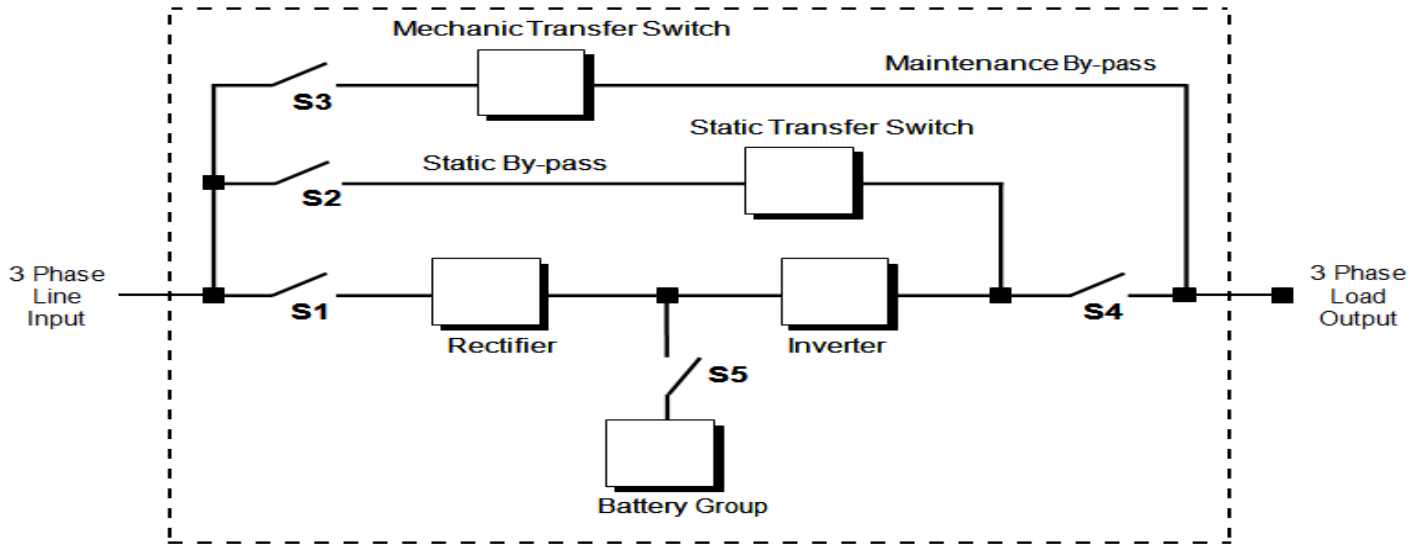 Mechanic Transfer Switch
Maintenance By-pass
S3
Static Transfer Switch
Static By-pass
S2
3 Phase
Line
Input
S1
Rectifier
Inverter
S4
3 Phase
Load
Output
S5
Battery Group